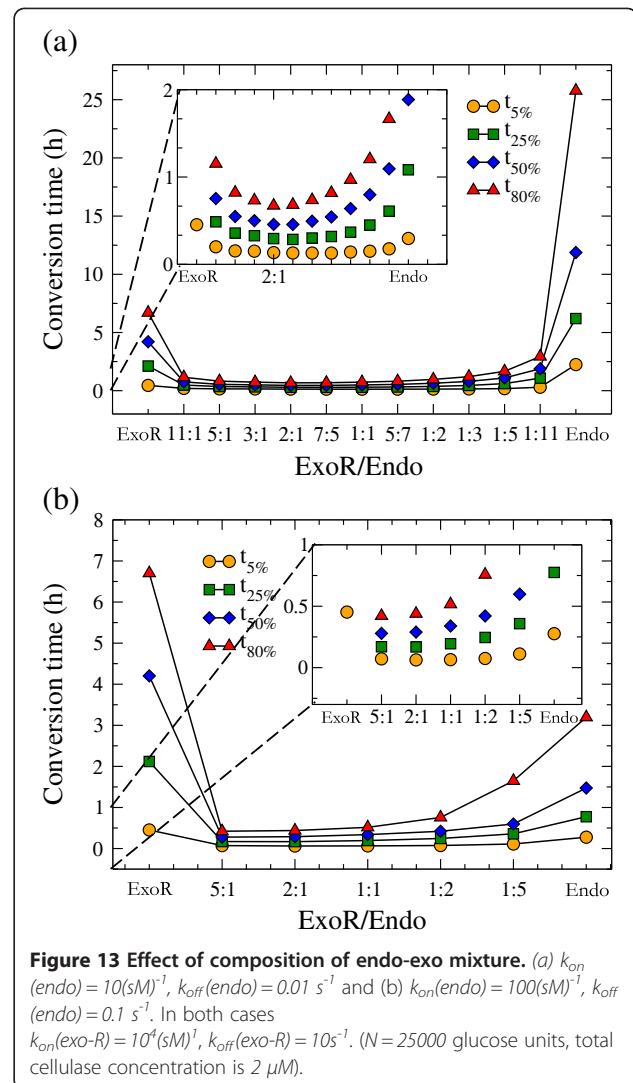 (a)
25
20
15
10
5
0
Conversion time (h)
2
1
0
ExoR 2:1 Endo
t5%
t25%
t50%
t80%
ExoR 11:1 5:1 3:1 2:1 7:5 1:1 5:7 1:2 1:3 1:5 1:11 Endo
ExoR/Endo
(b)
8
7
6
5
4
3
2
1
0
Conversion time (h)
t5%
t25%
t50%
t80%
1
0.5
0
ExoR 5:1 2:1 1:1 1:2 1:5 Endo
ExoR 5:1 2:1 1:1 1:2 1:5 Endo
ExoR/Endo
Figure 13 Effect of composition of endo-exo mixture. (a) kon
(endo) = 10(sM)-1, koff(endo) = 0.01 s-1 and (b) kon(endo) = 100(sM)-1, koff
(endo) = 0.1 s-1. In both cases
kon(exo-R) = 104(sM)1, koff(exo-R) = 10s-1. (N = 25000 glucose units, total
cellulase concentration is 2 μM).